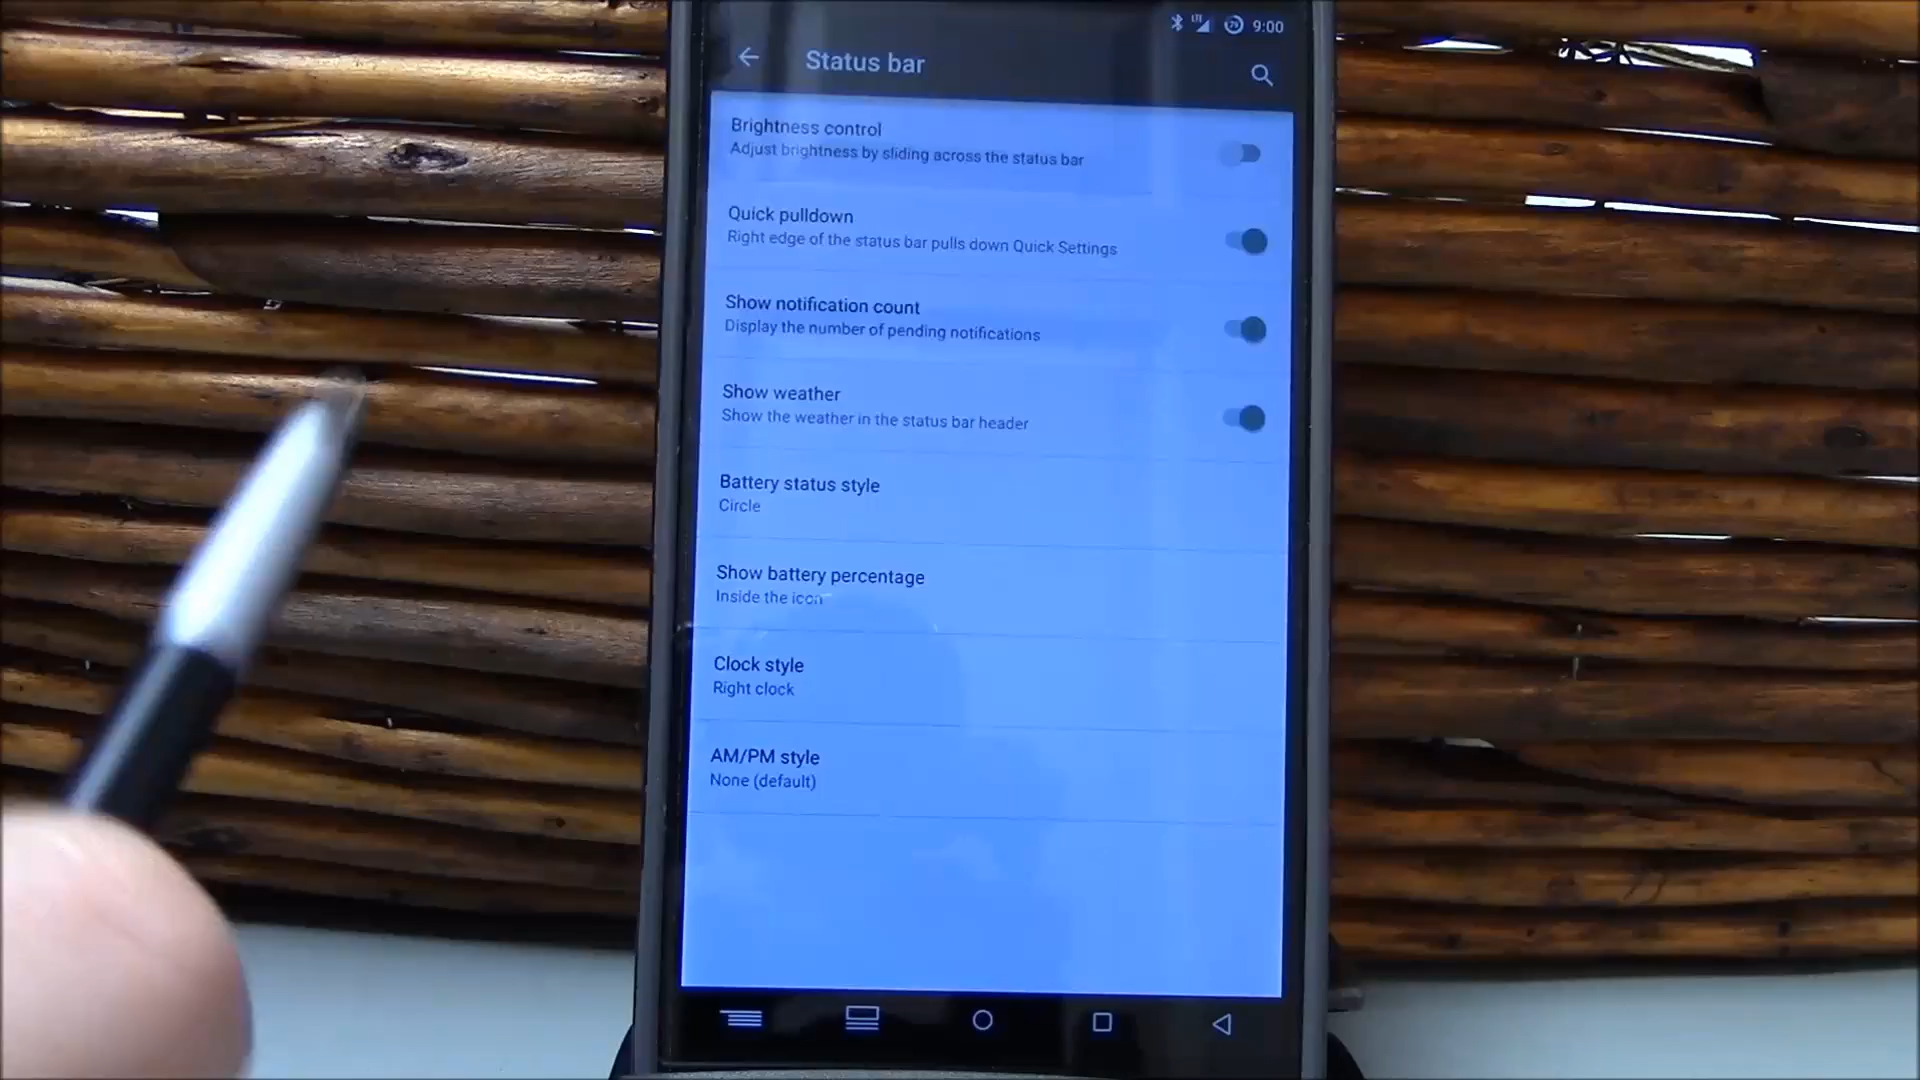 LTE 79 9:00
Status bar
Brightness control
Adjust brightness by sliding across the status bar
Quick pulldown
Right edge of the status bar pulls down Quick Settings
Show notification count
Display the number of pending notifications
Show weather
Show the weather in the status bar header
Battery status style
Circle
Show battery percentage
Inside the icon
Clock style
Right clock
AM/PM style
None (default)